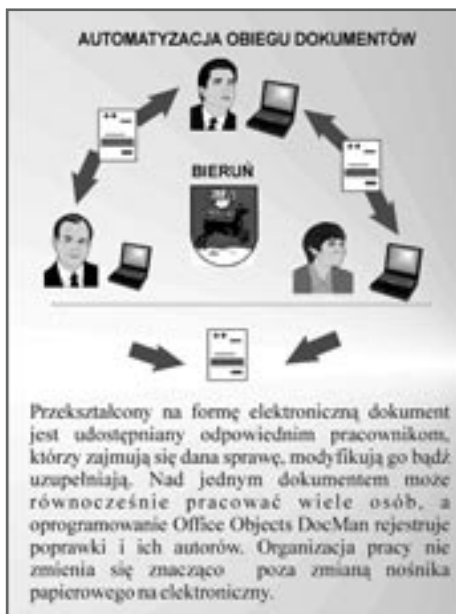 AUTOMATYZACJA OBIEGU DOKUMENTÓW
BIERUŃ
Przekształcony na formę elektroniczną dokument
jest udostępniany odpowiednim pracownikom,
którzy zajmują się dana sprawę, modyfikują go bądź
uzupełniają. Nad jednym dokumentem może
równocześnie pracować wiele osób, a
oprogramowanie Office Objects DocMan rejestruje
poprawki i ich autorów. Organizacja pracy nie
zmienia się znacząco poza zmianą nośnika
papierowego na elektroniczny.